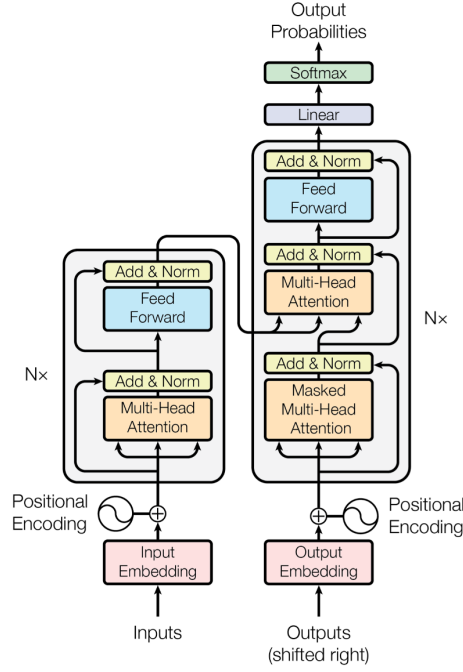 Output
Probabilities
Softmax
Linear
Add & Norm
Feed
Forward
Add & Norm
Multi-Head
Attention
Add & Norm
Masked
Multi-Head
Attention
Nx
Positional
Encoding
Output
Embedding
Outputs
(shifted right)
Add & Norm
Feed
Forward
Add & Norm
Multi-Head
Attention
Nx
Positional
Encoding
Input
Embedding
Inputs